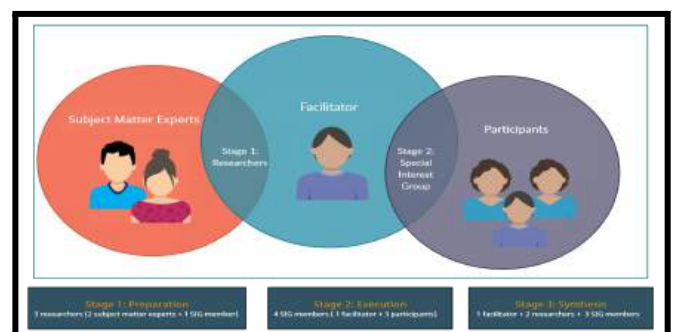 Subject Matter Experts
Facilitator
Participants
Stage 1:
Researchers
Stage 2:
Special
Interest
Group
Stage 1: Preparation
3 researchers (2 subject matter experts + 1 SIG member)
Stage 2: Execution
4 SIG members ( 1 facilitator + 3 participants)
Stage 3: Synthesis
1 facilitator + 2 researchers + 3 SIG members